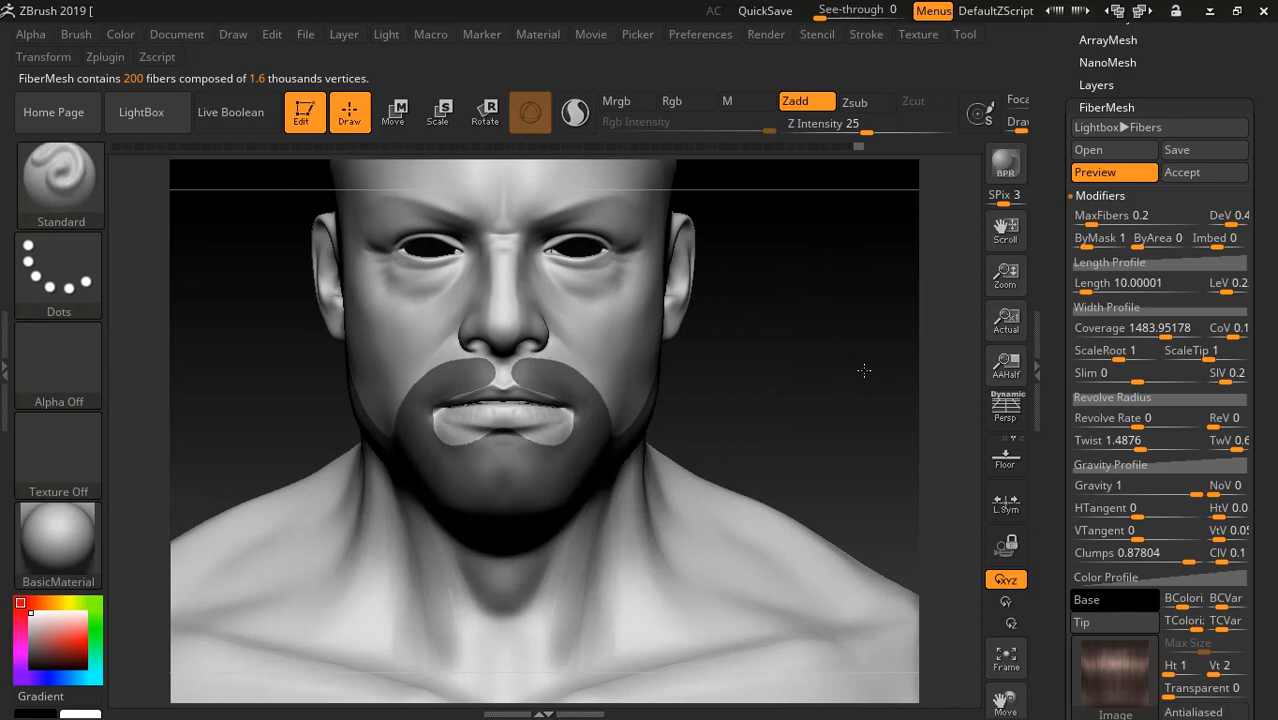 ZBrush 2019 [
AC QuickSave See-through 0 Menus DefaultZScript
Alpha Brush Color Document Draw Edit File Layer Light Macro Marker Material Movie Picker Preferences Render Stencil Stroke Texture Tool
Transform Zplugin Zscript
FiberMesh contains 200 fibers composed of 1.6 thousands vertices.
Home Page LightBox Live Boolean Edit Draw Move Scale Rotate
Mrgb Rgb M Zadd Zsub Zcut Foca
Rgb Intensity Z Intensity 25 Drav
S
Standard
Dots
Alpha Off
Texture Off
BasicMaterial
Gradient
BPR
SPix 3
Scroll
Zoom
Actual
AAHalf
Dynamic
Persp
Floor
L.Sym
XYZ
Y
Z
Frame
Move
ArrayMesh
NanoMesh
Layers
FiberMesh
Lightbox▶Fibers
Open Save
Preview Accept
Modifiers
MaxFibers 0.2 DeV 0.4
ByMask 1 ByArea 0 Imbed 0
Length Profile
Length 10.00001 LeV 0.2
Width Profile
Coverage 1483.95178 CoV 0.1
ScaleRoot 1 ScaleTip 1
Slim 0 SlV 0.2
Revolve Radius
Revolve Rate 0 ReV 0
Twist 1.4876 TwV 0.6
Gravity Profile
Gravity 1 NoV 0
HTangent 0 HtV 0.0
VTangent 0 VtV 0.05
Clumps 0.87804 ClV 0.1
Color Profile
Base BColori: BCVar
Tip TColori: TCVar
Max Size
Ht 1 Vt 2
Transparent 0
Image Antialiased